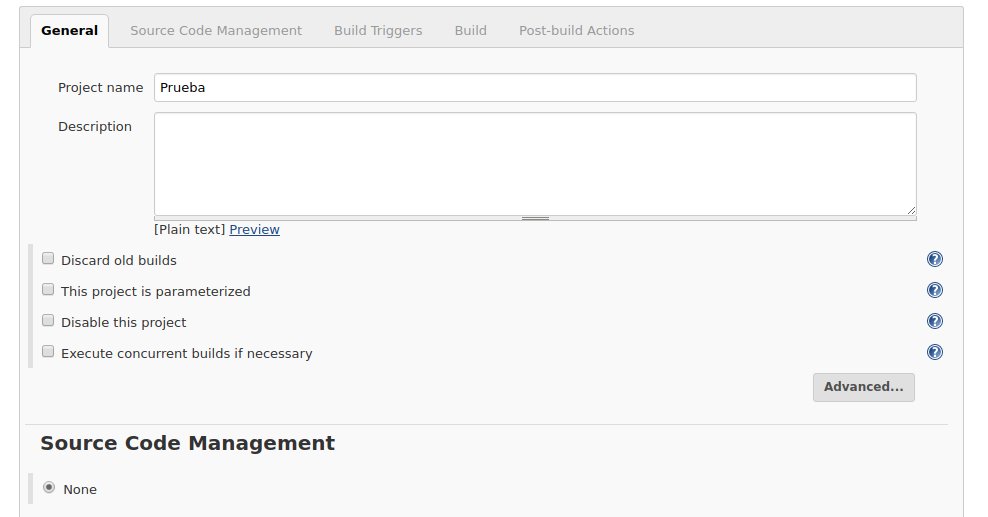 General Source Code Management Build Triggers Build Post-build Actions
Project name Prueba
Description
[Plain text] Preview
Discard old builds
This project is parameterized
Disable this project
Execute concurrent builds if necessary
Advanced...
Source Code Management
None